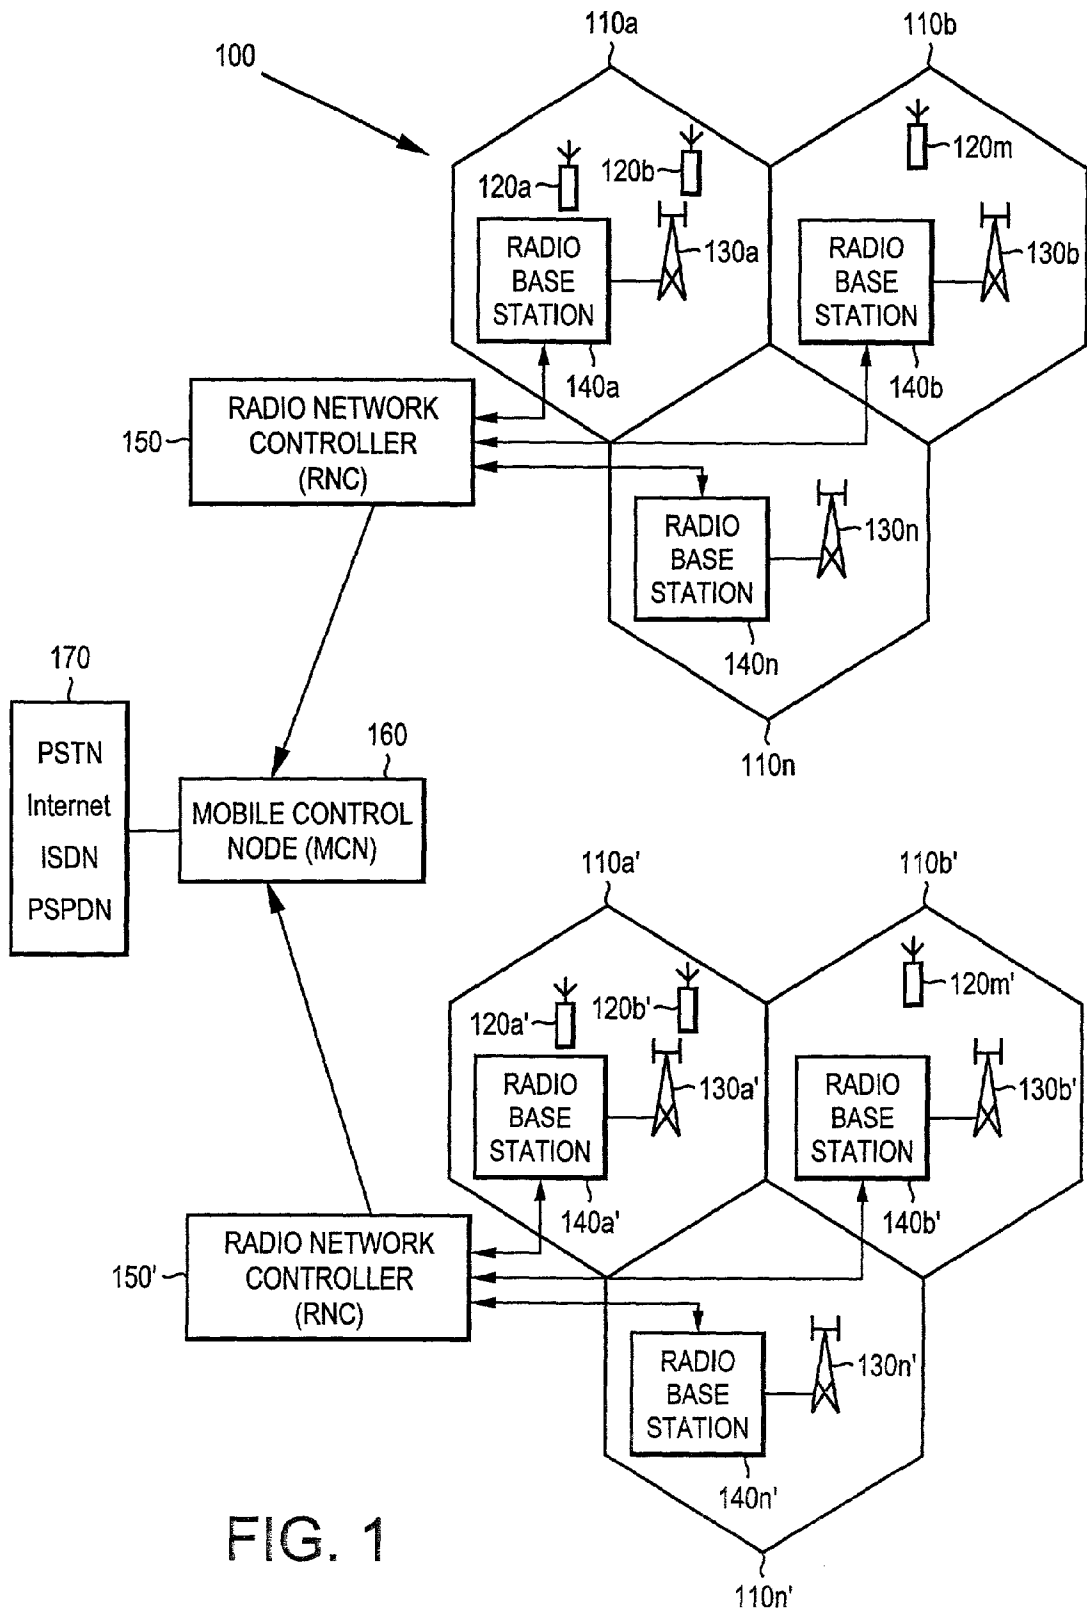 110a
110b
100
120a
120b
120m
RADIO
BASE
STATION
130a
RADIO
BASE
STATION
130b
140a
140b
150
RADIO NETWORK
CONTROLLER
(RNC)
RADIO
BASE
STATION
130n
140n
110n
170
PSTN
Internet
ISDN
PSPDN
160
MOBILE CONTROL
NODE (MCN)
110a'
110b'
120a'
120b'
120m'
RADIO
BASE
STATION
130a'
RADIO
BASE
STATION
130b'
140a'
140b'
150'
RADIO NETWORK
CONTROLLER
(RNC)
RADIO
BASE
STATION
130n'
140n'
110n'
FIG. 1